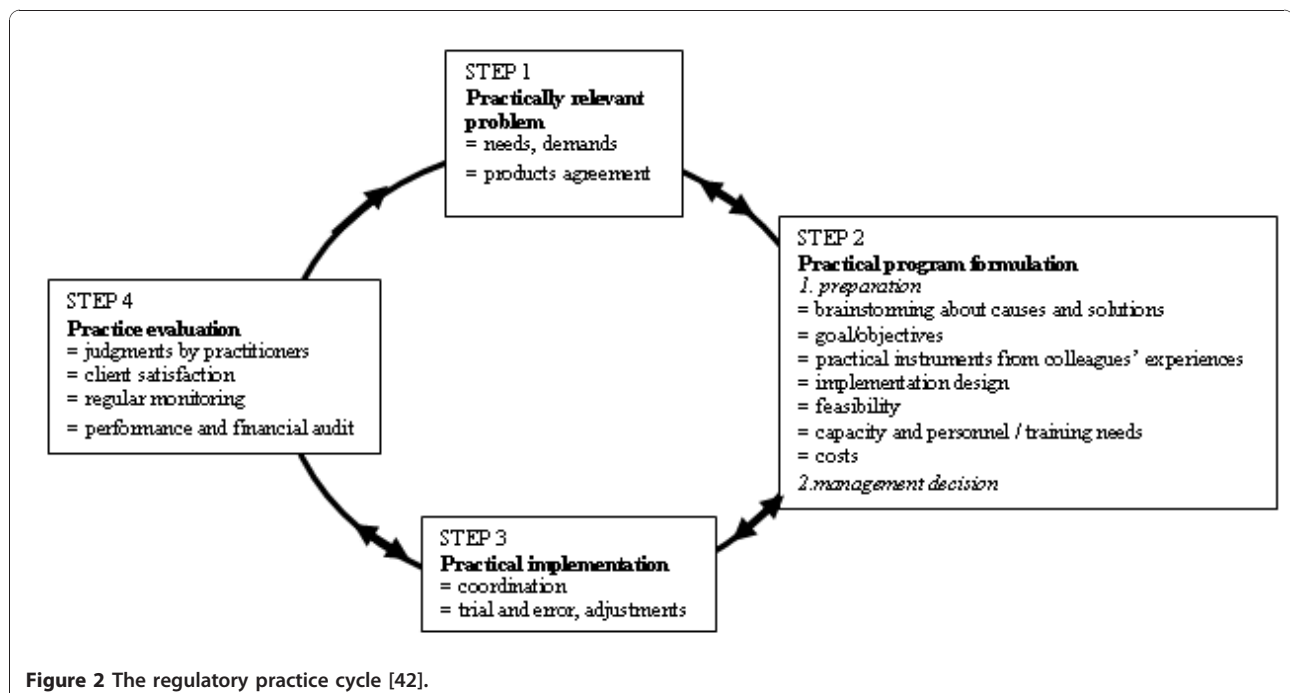 STEP 1
Practically relevant
problem
= needs, demands
= products agreement
STEP 2
Practical program formulation
1. preparation
= brainstorming about causes and solutions
= goal/objectives
= practical instruments from colleagues’ experiences
= implementation design
= feasibility
= capacity and personnel / training needs
= costs
2.management decision
STEP 3
Practical implementation
= coordination
= trial and error, adjustments
STEP 4
Practice evaluation
= judgments by practitioners
= client satisfaction
= regular monitoring
= performance and financial audit
Figure 2 The regulatory practice cycle [42].